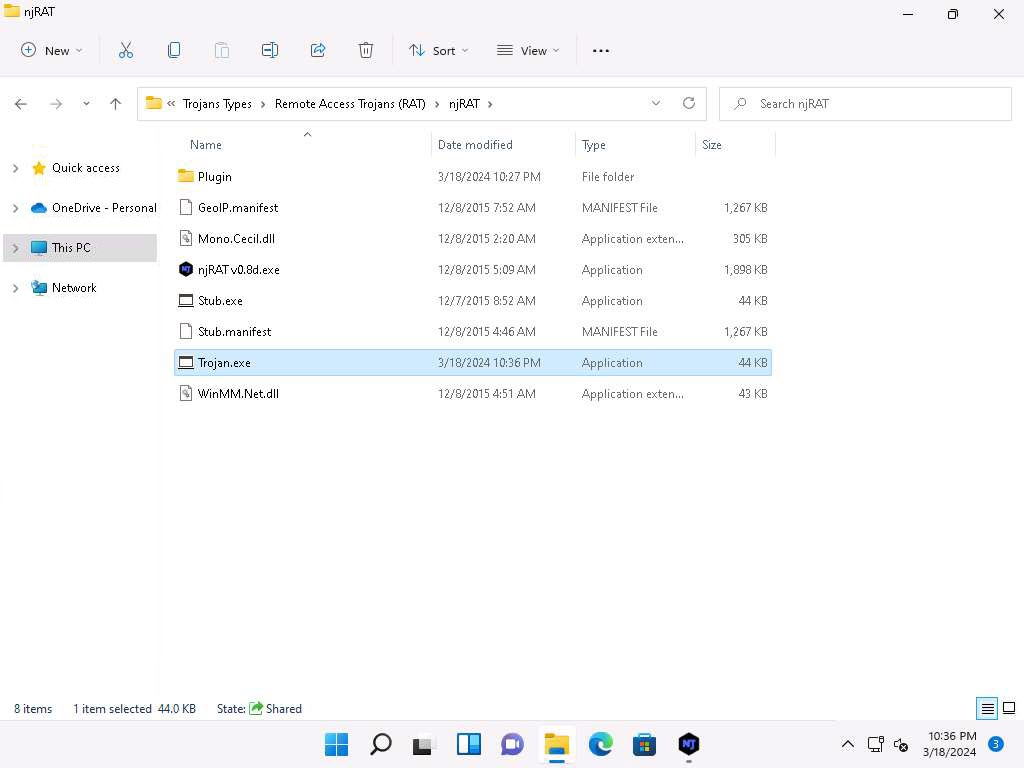 njRAT
New
Sort
View
« Trojans Types > Remote Access Trojans (RAT) > njRAT >
Search njRAT
Name Date modified Type Size
Quick access
OneDrive - Personal
This PC
Network
Plugin 3/18/2024 10:27 PM File folder
GeoIP.manifest 12/8/2015 7:52 AM MANIFEST File 1,267 KB
Mono.Cecil.dll 12/8/2015 2:20 AM Application exten... 305 KB
njRAT v0.8d.exe 12/8/2015 5:09 AM Application 1,898 KB
Stub.exe 12/7/2015 8:52 AM Application 44 KB
Stub.manifest 12/8/2015 4:46 AM MANIFEST File 1,267 KB
Trojan.exe 3/18/2024 10:36 PM Application 44 KB
WinMM.Net.dll 12/8/2015 4:51 AM Application exten... 43 KB
8 items 1 item selected 44.0 KB State: Shared
NJ
10:36 PM
3/18/2024
3